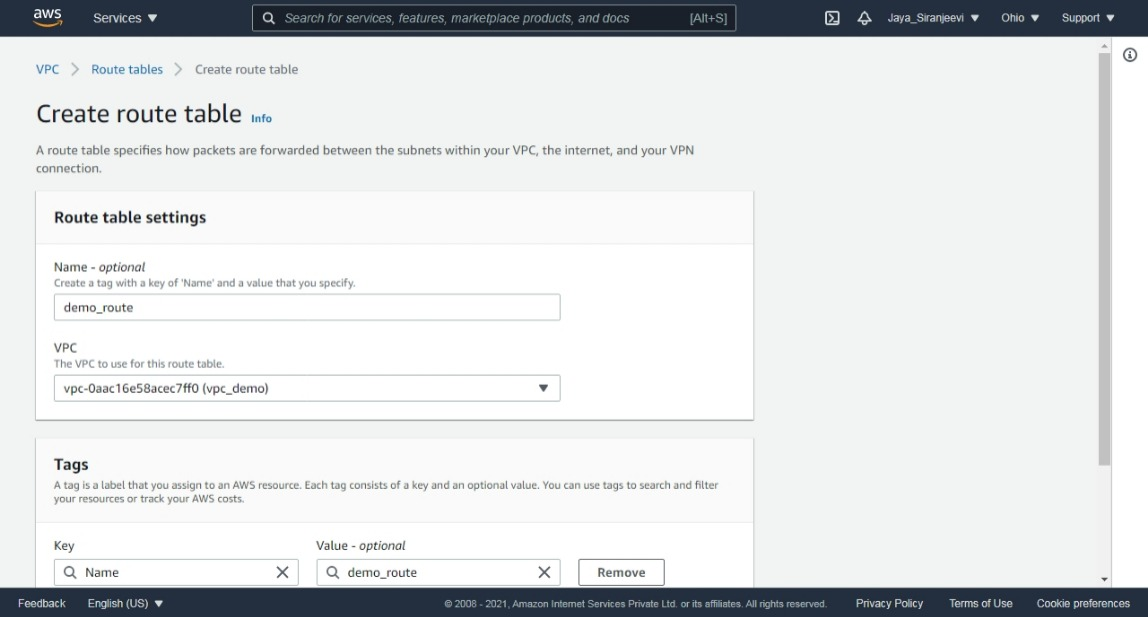 aws Services ▼ Search for services, features, marketplace products, and docs [Alt+S] Jaya_Siranjeevi ▼ Ohio ▼ Support ▼
VPC > Route tables > Create route table
Create route table Info
A route table specifies how packets are forwarded between the subnets within your VPC, the internet, and your VPN
connection.
Route table settings
Name - optional
Create a tag with a key of 'Name' and a value that you specify.
demo_route
VPC
The VPC to use for this route table.
vpc-0aac16e58acec7ff0 (vpc_demo) ▼
Tags
A tag is a label that you assign to an AWS resource. Each tag consists of a key and an optional value. You can use tags to search and filter
your resources or track your AWS costs.
Key Value - optional
Name demo_route Remove
Feedback English (US) ▼ © 2008 - 2021, Amazon Internet Services Private Ltd. or its affiliates. All rights reserved. Privacy Policy Terms of Use Cookie preferences